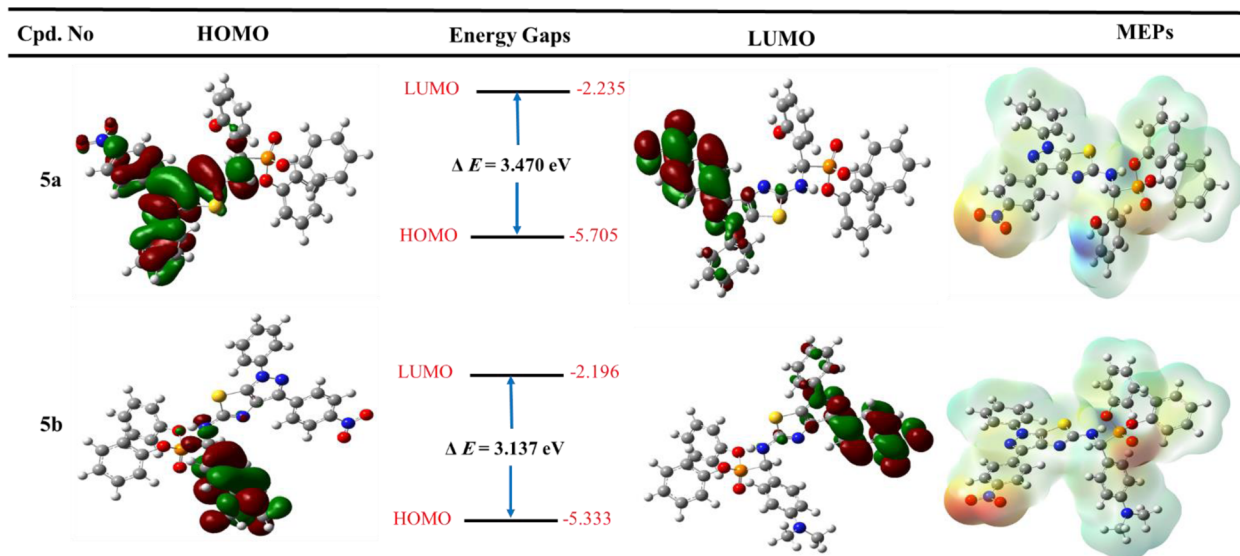 Cpd. No HOMO Energy Gaps LUMO MEPs
5a
LUMO -2.235
Δ E = 3.470 eV
HOMO -5.705
5b
LUMO -2.196
Δ E = 3.137 eV
HOMO -5.333